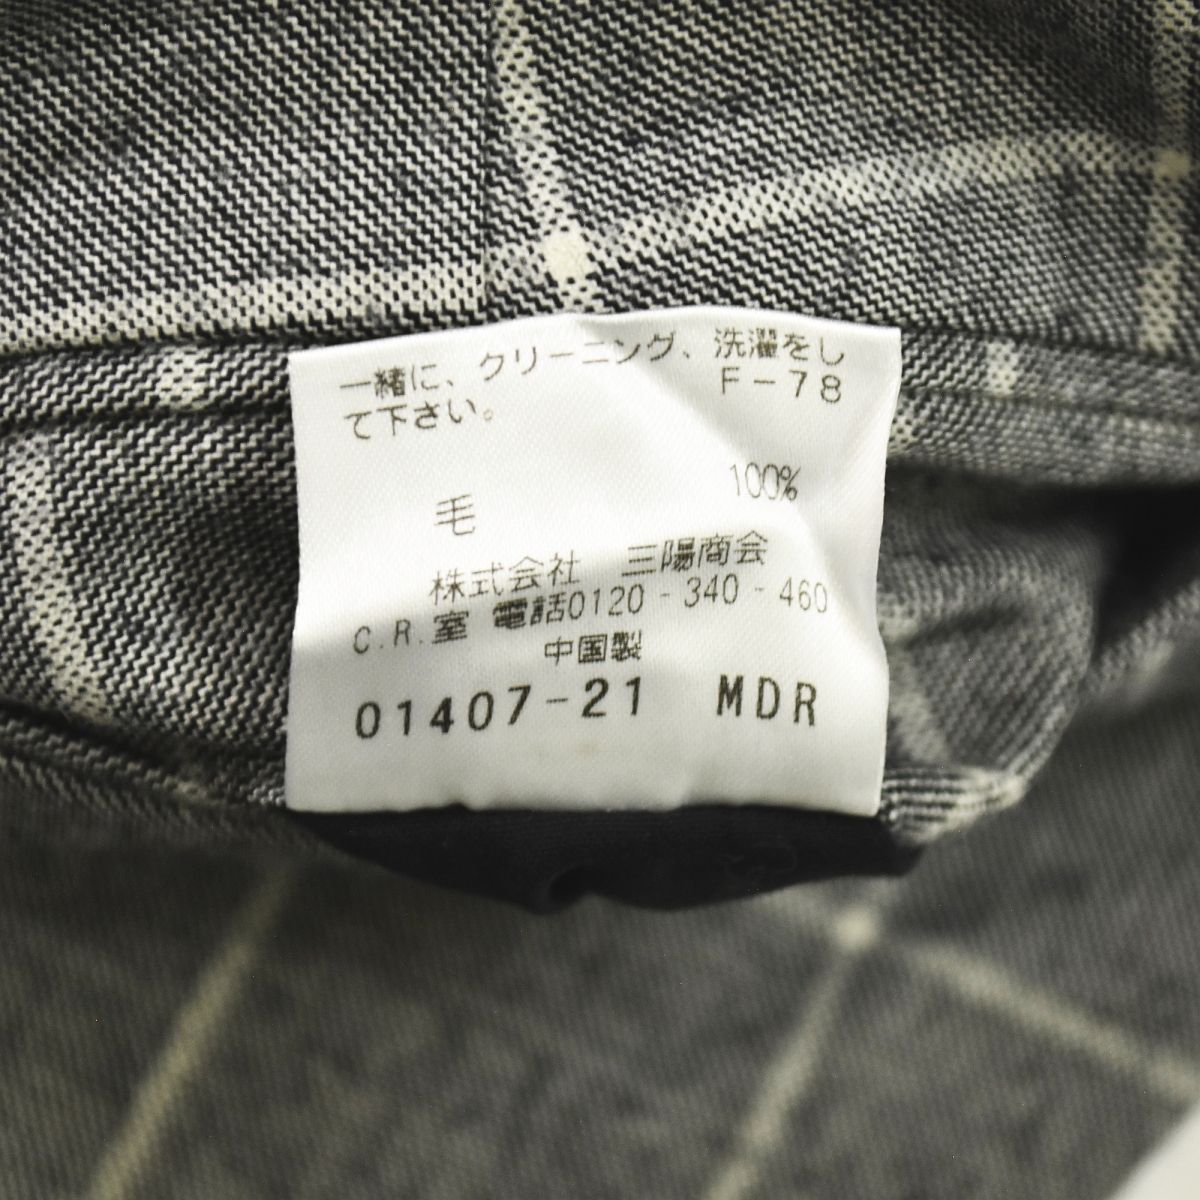 一緒に、クリーニング、洗濯をし
て下さい。 F-78
毛 100%
株式会社 三陽商会
C.R.室 電話0120-340-460
中国製
01407-21 MDR